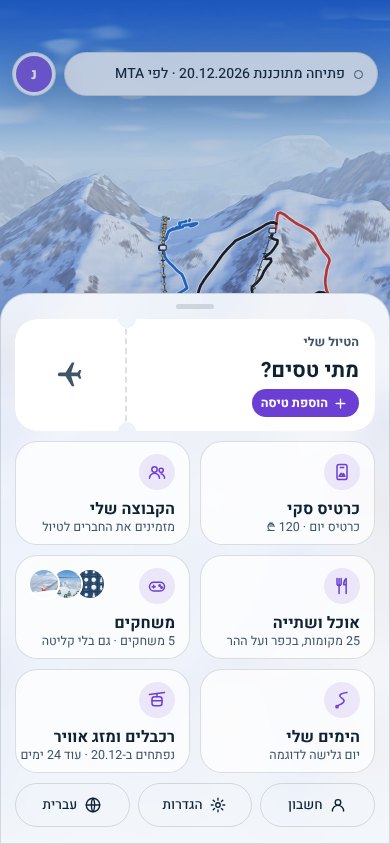 פתיחה מתוכננת 20.12.2026 · לפי MTA
נ
הטיול שלי
מתי טסים?
+ הוספת טיסה
כרטיס סקי
כרטיס יום · 120 ₾
הקבוצה שלי
מזמינים את החברים לטיול
אוכל ושתייה
25 מקומות, בכפר ועל ההר
משחקים
5 משחקים · גם בלי קליטה
הימים שלי
יום גלישה לדוגמה
רכבלים ומזג אוויר
נפתחים ב-20.12 · עוד 24 ימים
חשבון
הגדרות
עברית